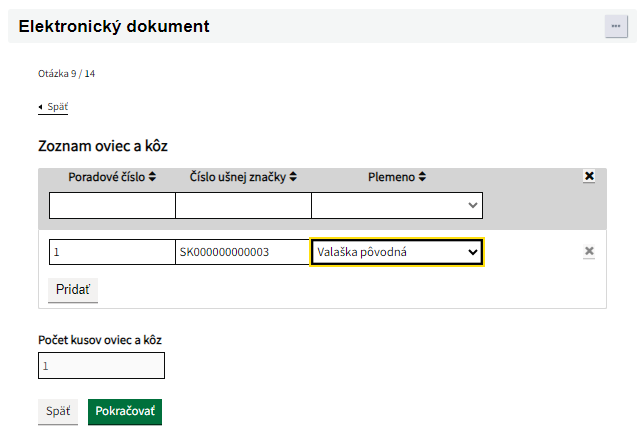 Elektronický dokument
Otázka 9 / 14
Späť
Zoznam oviec a kôz
Poradové číslo Číslo ušnej značky Plemeno
1 SK000000000003 Valaška pôvodná
Pridať
Počet kusov oviec a kôz
1
Späť Pokračovať